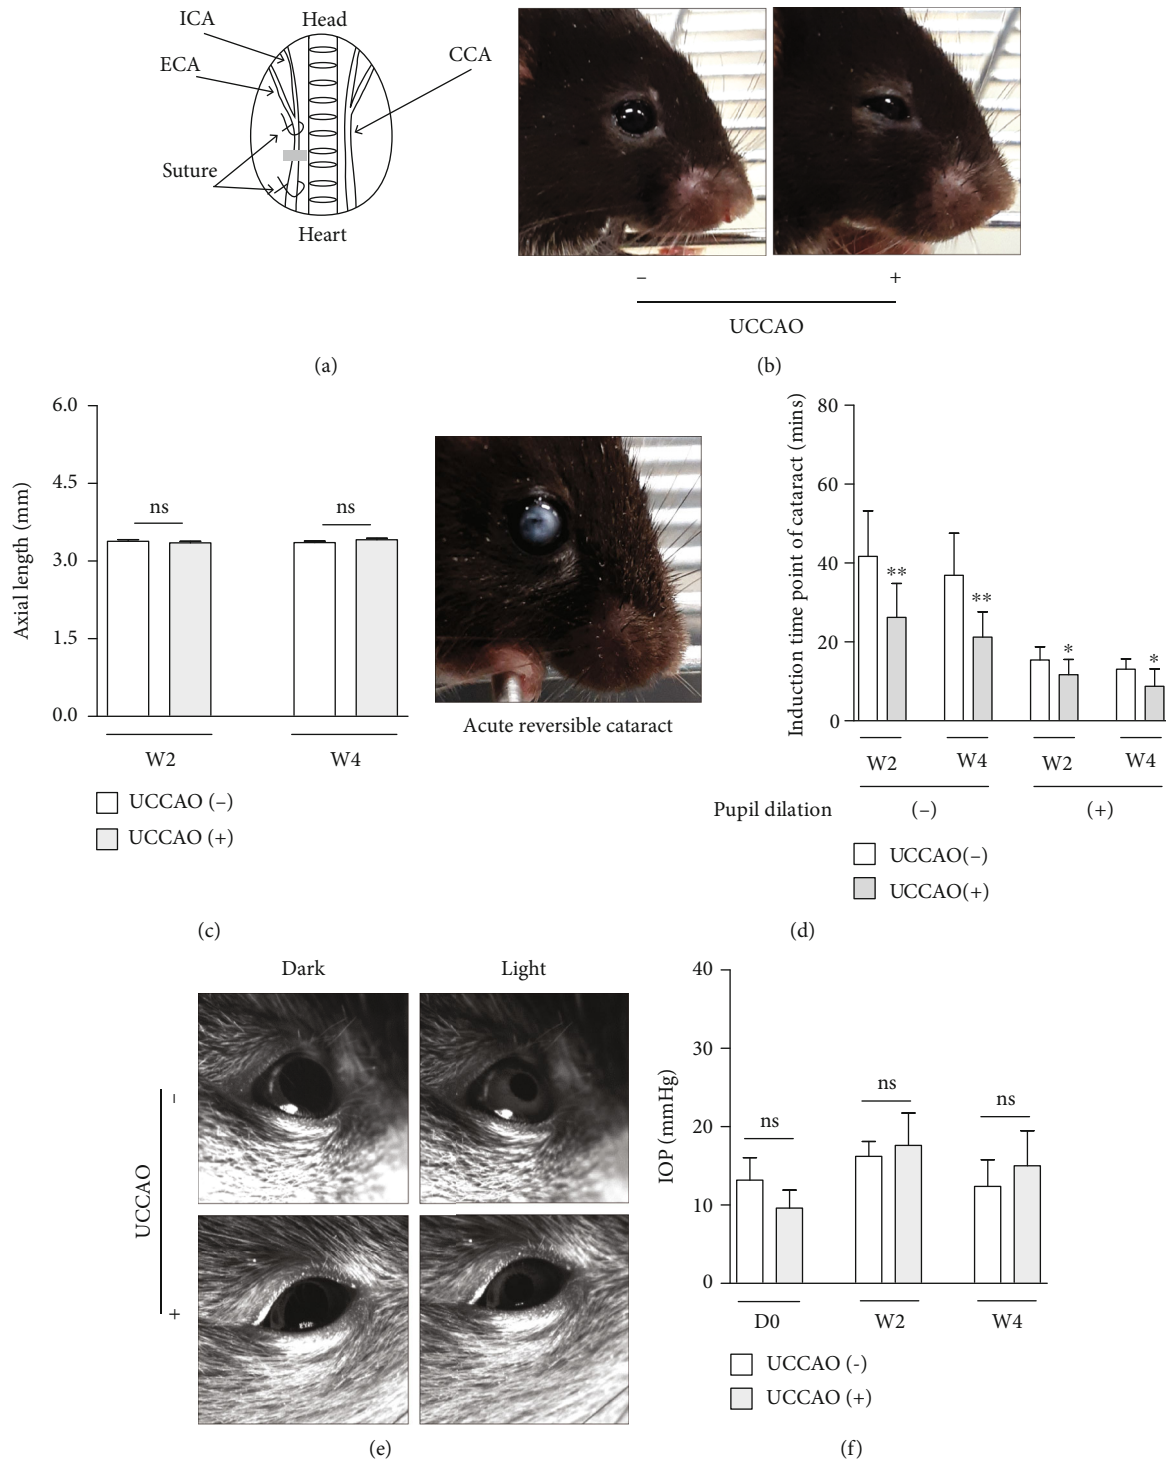 ICA
Head
ECA
CCA
Suture
Heart
(a)
– +
UCCAO
(b)
Axial length (mm)
6.0
4.5
3.0
1.5
0.0
ns
ns
W2
W4
UCCAO (–)
UCCAO (+)
(c)
Acute reversible cataract
Induction time point of cataract (mins)
80
60
40
20
0
**
**
*
*
W2
W4
W2
W4
Pupil dilation (–) (+)
UCCAO(–)
UCCAO(+)
(d)
Dark
Light
UCCAO
–
+
(e)
IOP (mmHg)
40
30
20
10
0
ns
ns
ns
D0
W2
W4
UCCAO (-)
UCCAO (+)
(f)